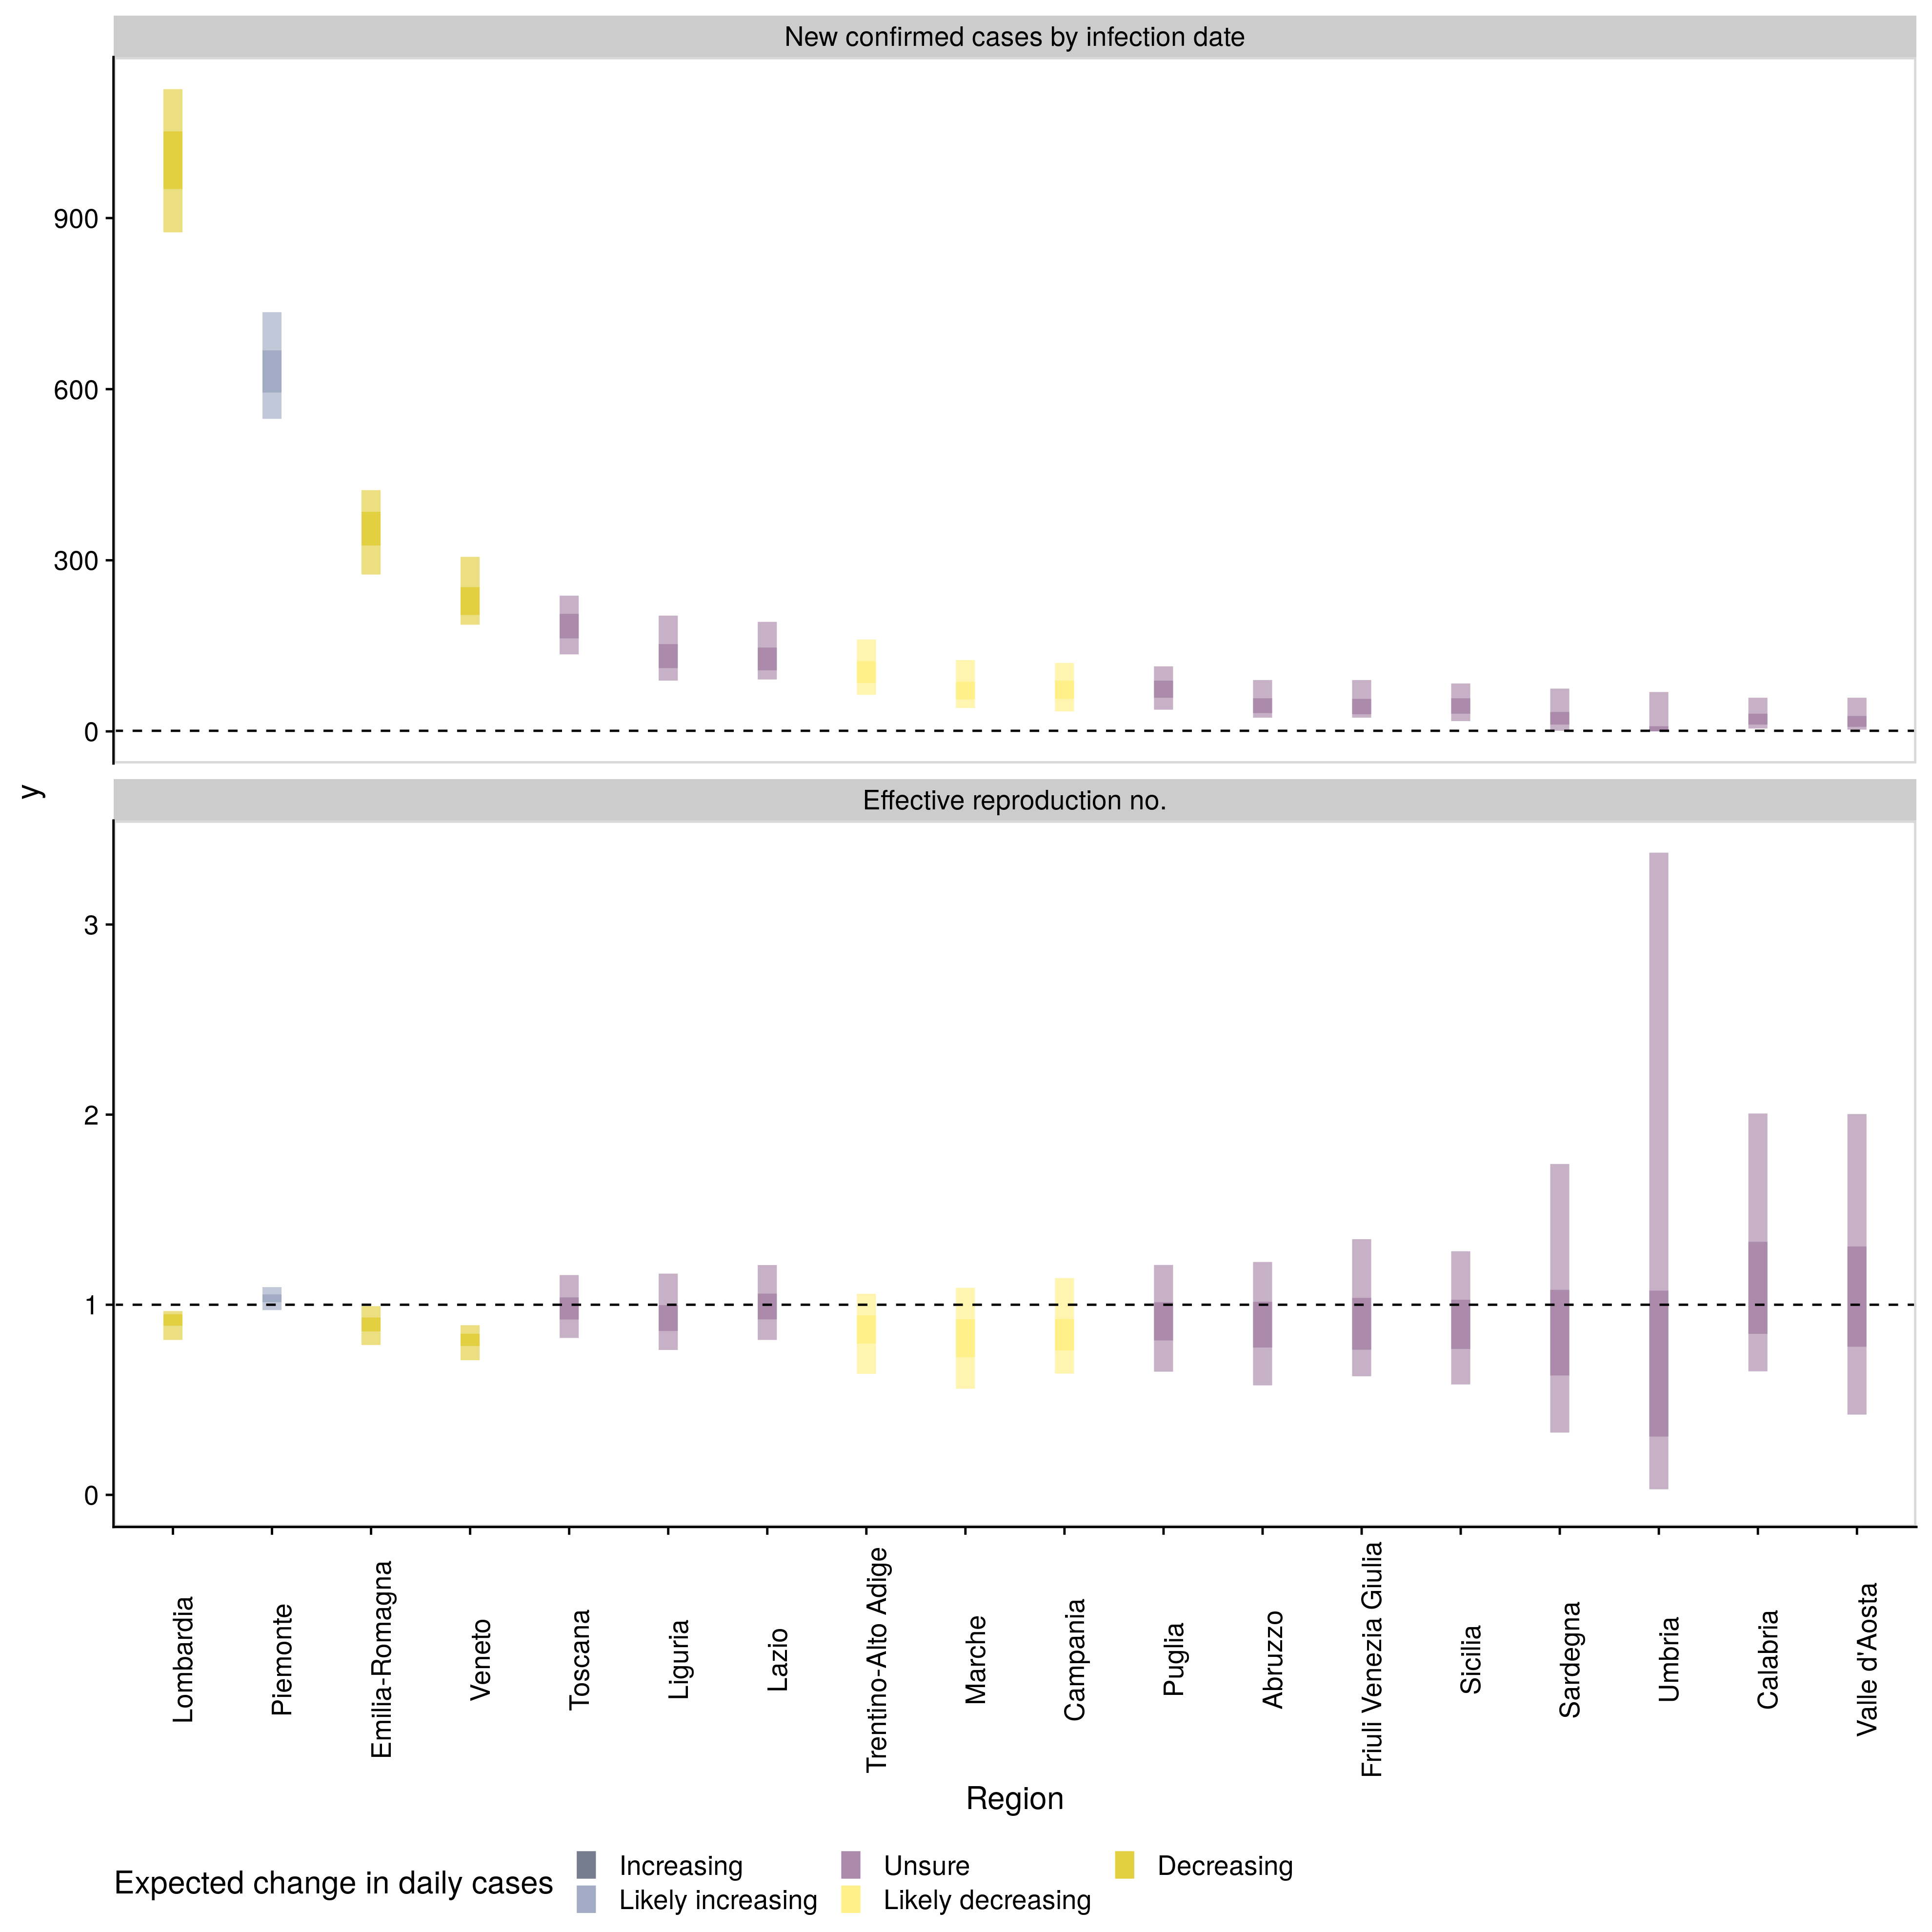 New confirmed cases by infection date
900
600
300
0
y
Effective reproduction no.
3
2
1
0
Lombardia
Piemonte
Emilia-Romagna
Veneto
Toscana
Liguria
Lazio
Trentino-Alto Adige
Marche
Campania
Puglia
Abruzzo
Friuli Venezia Giulia
Sicilia
Sardegna
Umbria
Calabria
Valle d'Aosta
Region
Expected change in daily cases
Increasing
Unsure
Decreasing
Likely increasing
Likely decreasing